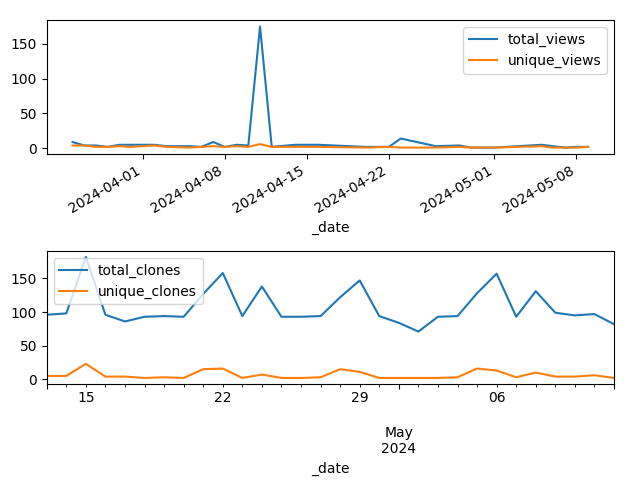 150
100
50
0
total_views
unique_views
2024-04-01
2024-04-08
2024-04-15
2024-04-22
2024-05-01
2024-05-08
_date
150
100
50
0
total_clones
unique_clones
15
22
29
06
May
2024
_date